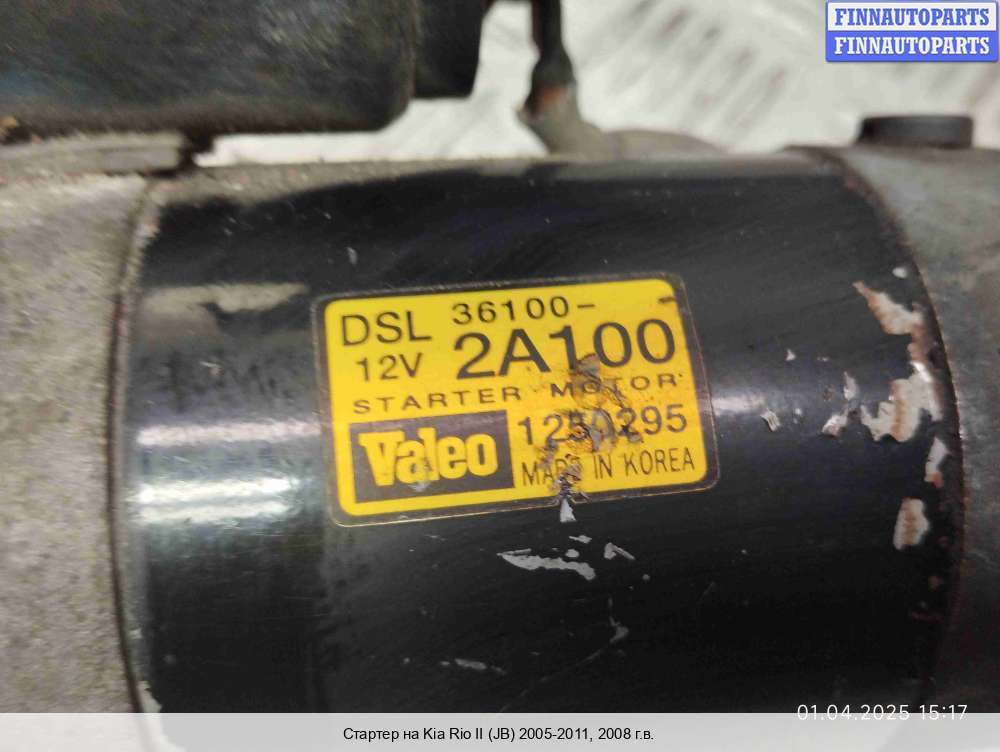 FINNAUTOPARTS
FINNAUTOPARTS
DSL 36100-
12V 2A100
STARTER MOTOR
Valeo 1250295
MADE IN KOREA
01.04.2025 15:17
Стартер на Kia Rio II (JB) 2005-2011, 2008 г.в.